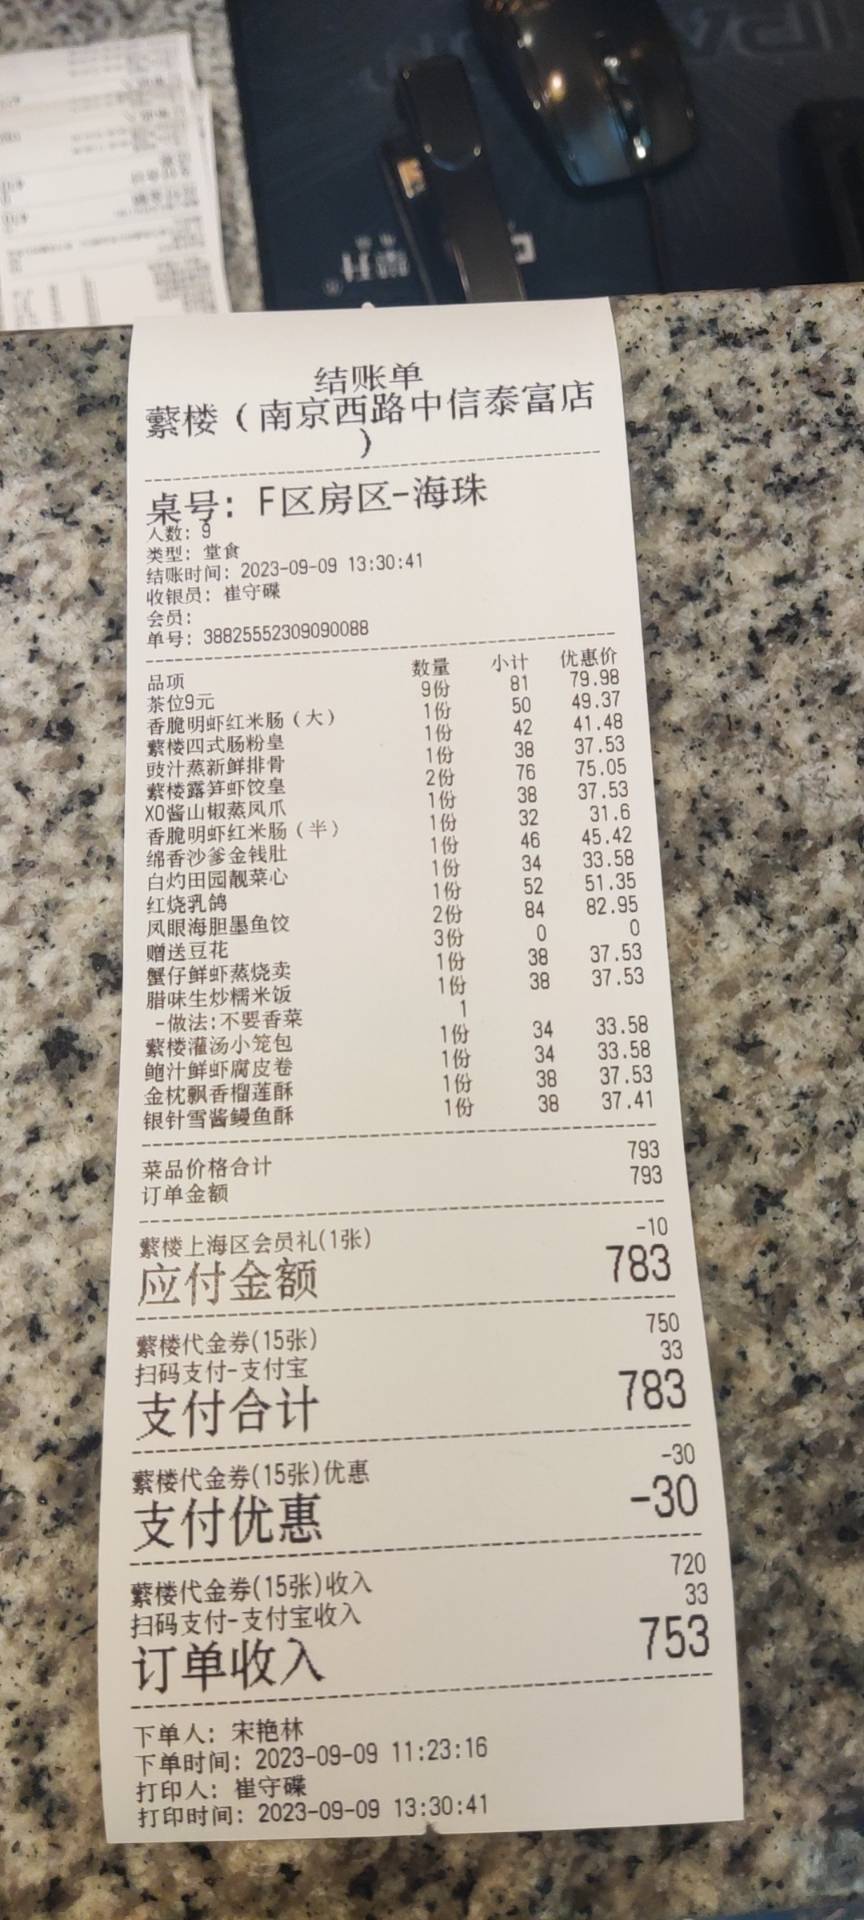 结账单
蘩楼（南京西路中信泰富店
）
桌号：F区房区-海珠
人数：9
类型：堂食
结账时间：2023-09-09 13:30:41
收银员：崔守碟
会员：
单号：38825552309090088
品项 数量 小计 优惠价
茶位9元 9份 81 79.98
香脆明虾红米肠（大） 1份 50 49.37
蘩楼四式肠粉皇 1份 42 41.48
豉汁蒸新鲜排骨 1份 38 37.53
蘩楼露笋虾饺皇 2份 76 75.05
XO酱山椒蒸凤爪 1份 38 37.53
香脆明虾红米肠（半） 1份 32 31.6
绵香沙爹金钱肚 1份 46 45.42
白灼田园靓菜心 1份 34 33.58
红烧乳鸽 1份 52 51.35
凤眼海胆墨鱼饺 2份 84 82.95
赠送豆花 3份 0 0
蟹仔鲜虾蒸烧卖 1份 38 37.53
腊味生炒糯米饭 1份 38 37.53
-做法:不要香菜 1
蘩楼灌汤小笼包 1份 34 33.58
鲍汁鲜虾腐皮卷 1份 34 33.58
金枕飘香榴莲酥 1份 38 37.53
银针雪酱鳗鱼酥 1份 38 37.41
菜品价格合计 793
订单金额 793
蘩楼上海区会员礼(1张) -10
应付金额 783
蘩楼代金券(15张) 750
扫码支付-支付宝 33
支付合计 783
蘩楼代金券(15张)优惠 -30
支付优惠 -30
蘩楼代金券(15张)收入 720
扫码支付-支付宝收入 33
订单收入 753
下单人：宋艳林
下单时间：2023-09-09 11:23:16
打印人：崔守碟
打印时间：2023-09-09 13:30:41